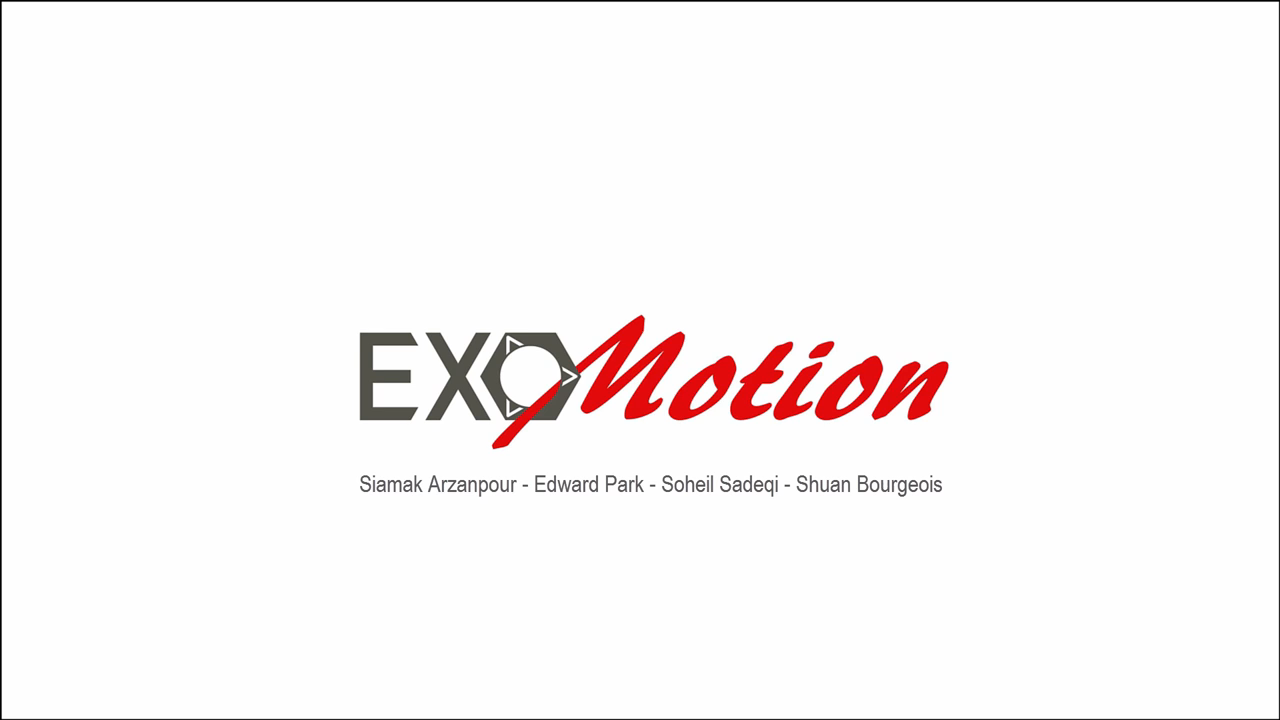 EXOMotion
Siamak Arzanpour - Edward Park - Soheil Sadeqi - Shuan Bourgeois